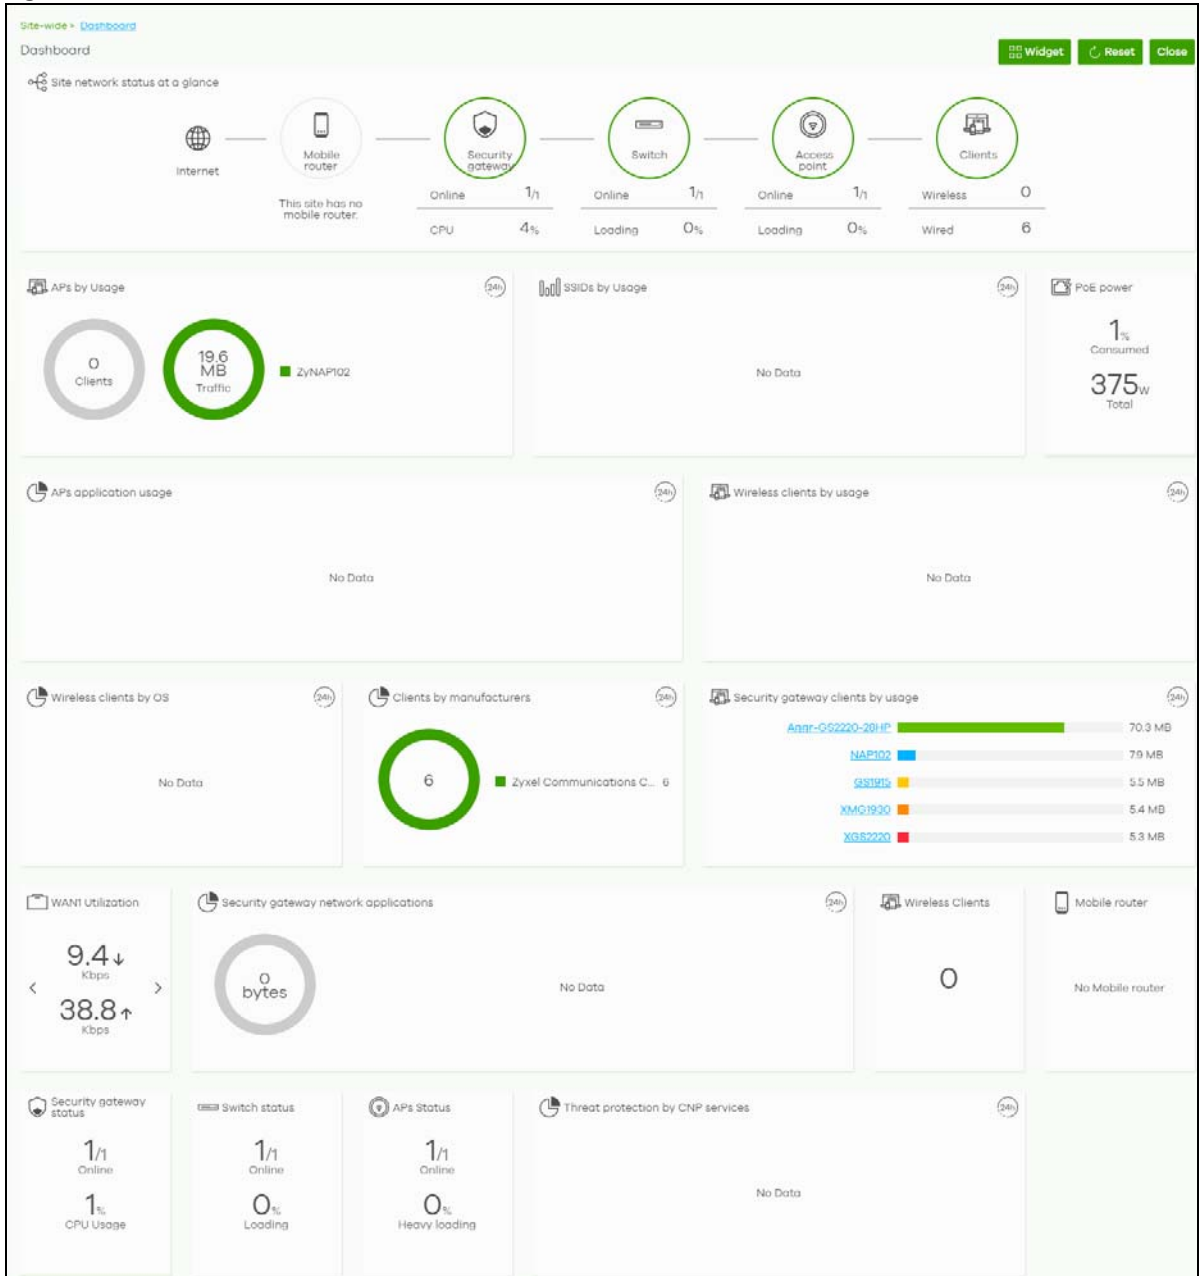 Site-wide > Dashboard
Dashboard
Widget
Reset
Close
Site network status at a glance
Internet
Mobile
router
This site has no
mobile router.
Security
gateway
Online 1/1
CPU 4%
Switch
Online 1/1
Loading 0%
Access
point
Online 1/1
Loading 0%
Clients
Wireless 0
Wired 6
APs by Usage
24h
0
Clients
19.6
MB
Traffic
ZyNAP102
SSIDs by Usage
24h
No Data
PoE power
1%
Consumed
375w
Total
APs application usage
24h
No Data
Wireless clients by usage
24h
No Data
Wireless clients by OS
24h
No Data
Clients by manufacturers
24h
6
Zyxel Communications C... 6
Security gateway clients by usage
24h
Aggr-GS2220-28HP 70.3 MB
NAP102 7.9 MB
GS1915 5.5 MB
XMG1930 5.4 MB
XGS2220 5.3 MB
WAN1 Utilization
9.4↓
Kbps
< >
38.8↑
Kbps
Security gateway network applications
24h
0
bytes
No Data
Wireless Clients
0
Mobile router
No Mobile router
Security gateway
status
1/1
Online
1%
CPU Usage
Switch status
1/1
Online
0%
Loading
APs Status
1/1
Online
0%
Heavy loading
Threat protection by CNP services
24h
No Data